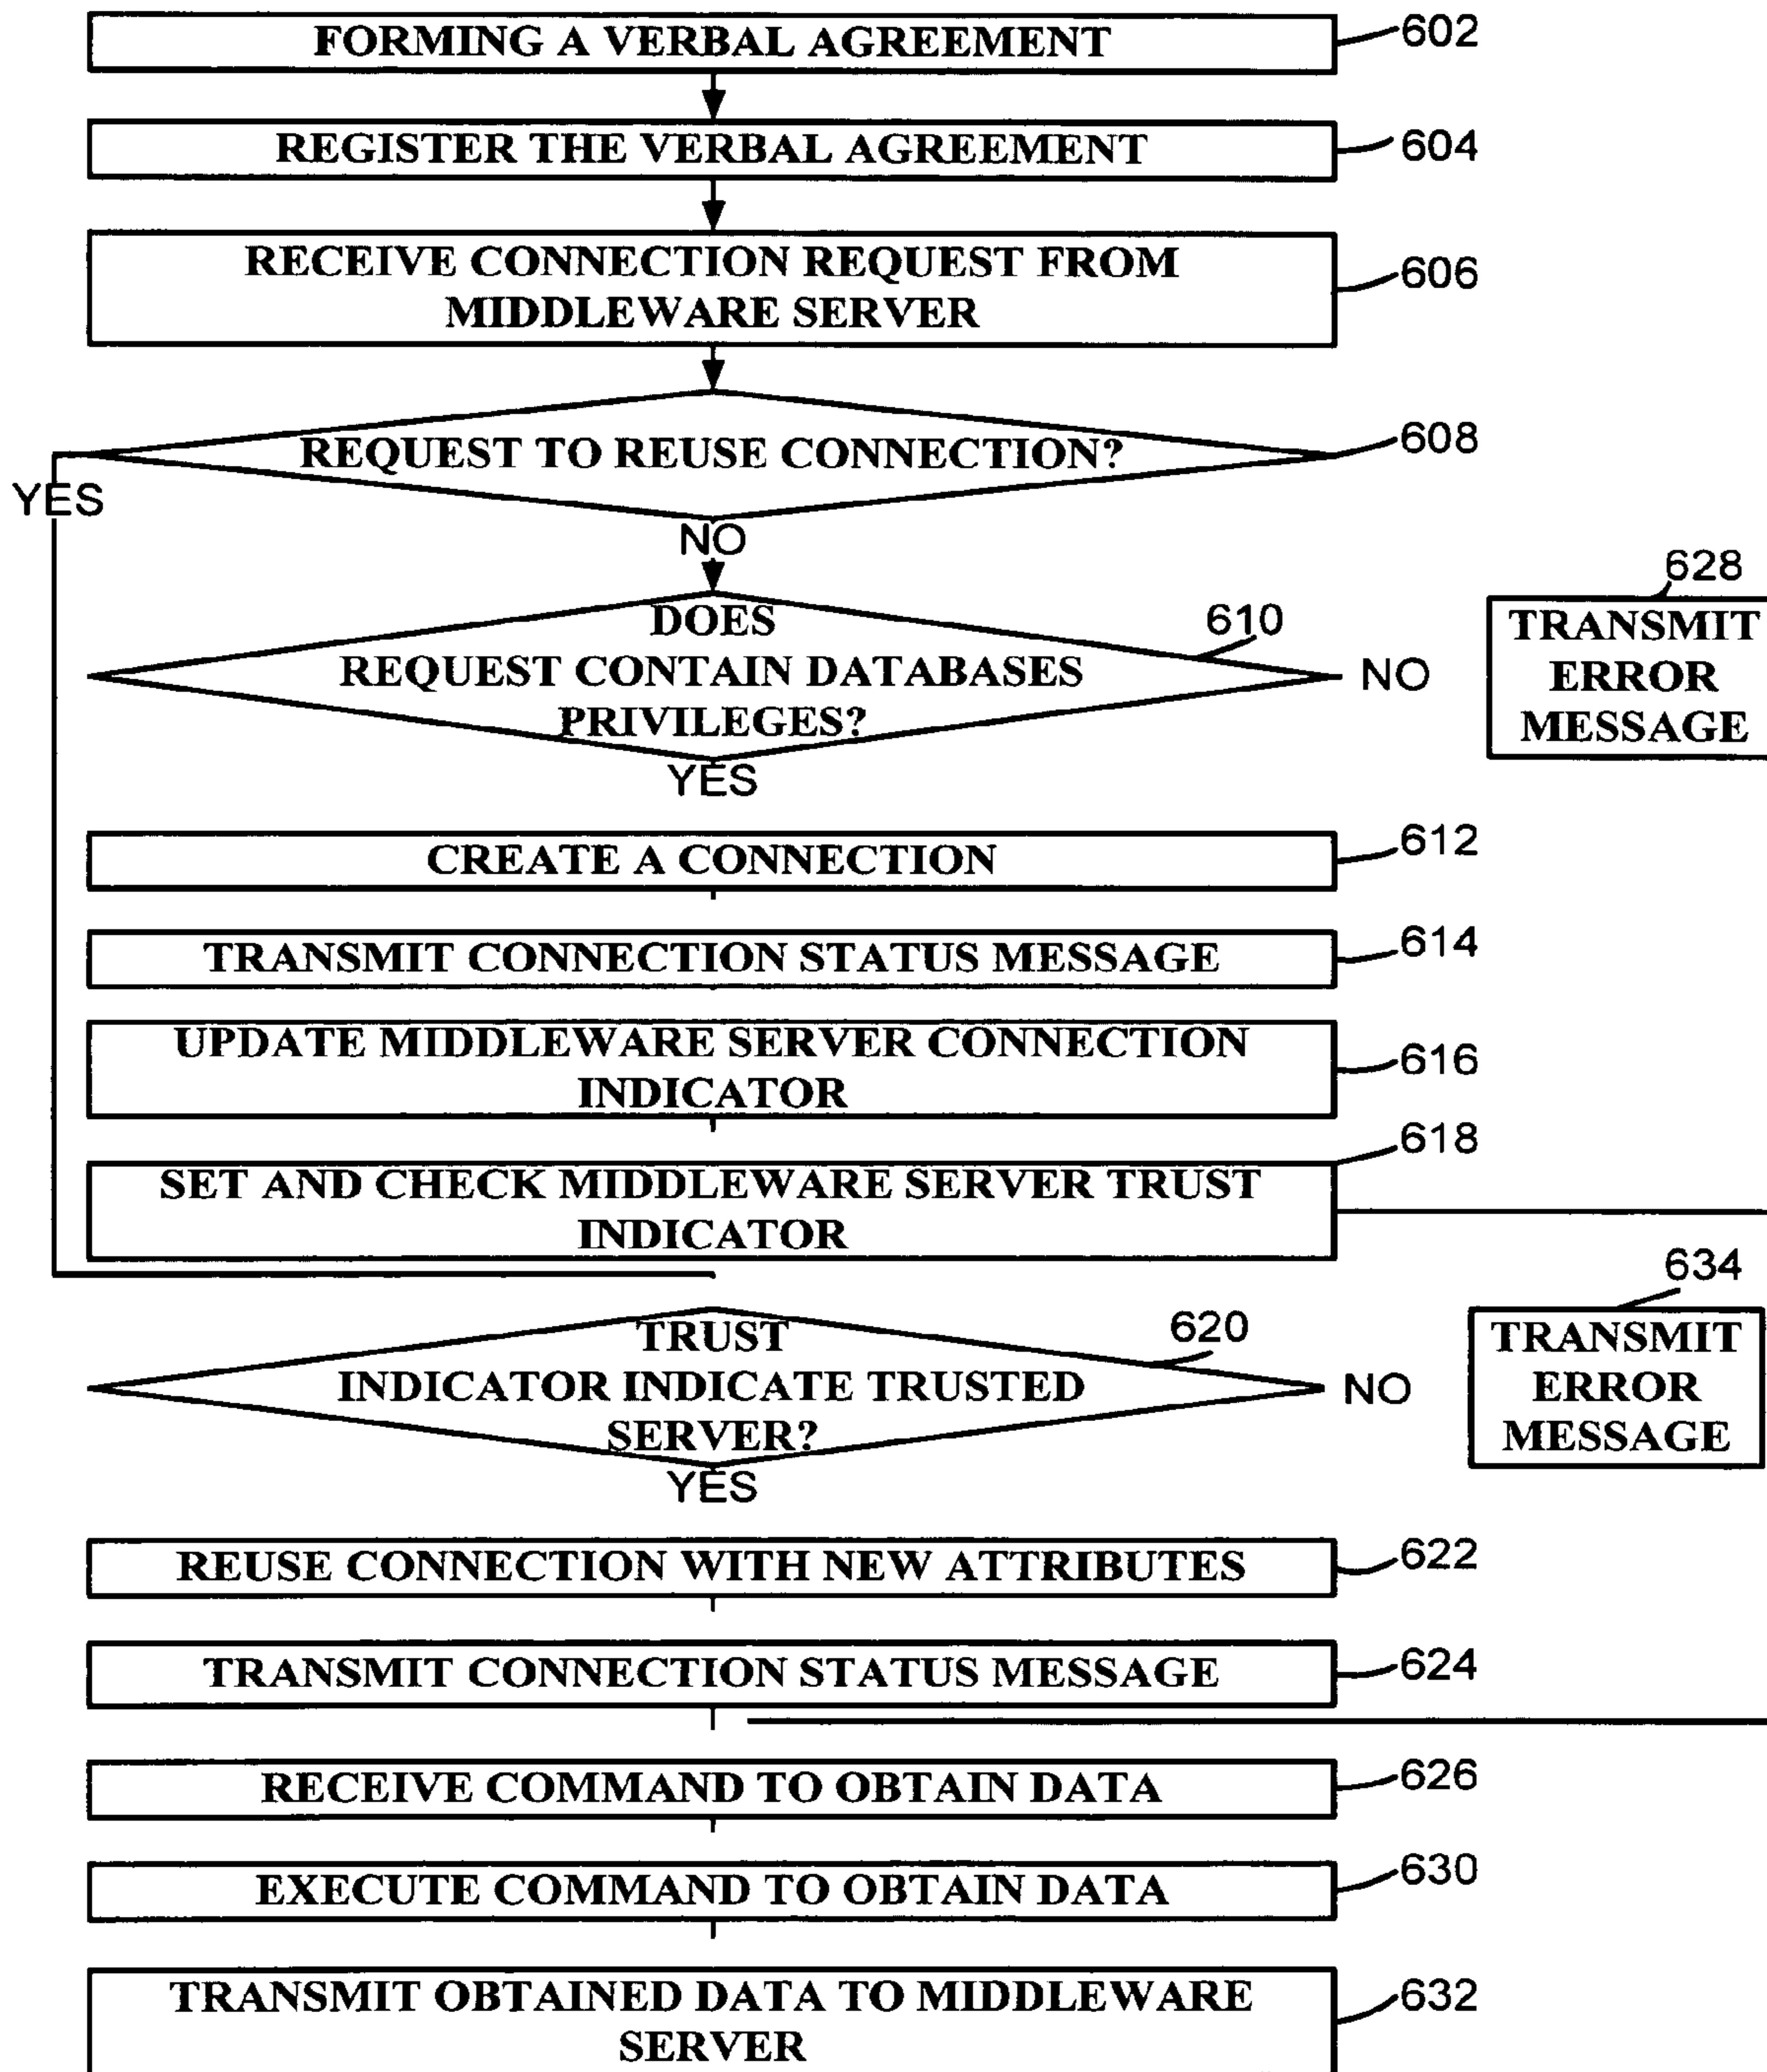 FORMING A VERBAL AGREEMENT
602
REGISTER THE VERBAL AGREEMENT
604
RECEIVE CONNECTION REQUEST FROM
MIDDLEWARE SERVER
606
REQUEST TO REUSE CONNECTION?
608
YES
NO
DOES
REQUEST CONTAIN DATABASES
PRIVILEGES?
610
NO
628
TRANSMIT
ERROR
MESSAGE
YES
CREATE A CONNECTION
612
TRANSMIT CONNECTION STATUS MESSAGE
614
UPDATE MIDDLEWARE SERVER CONNECTION
INDICATOR
616
SET AND CHECK MIDDLEWARE SERVER TRUST
INDICATOR
618
TRUST
INDICATOR INDICATE TRUSTED
SERVER?
620
NO
634
TRANSMIT
ERROR
MESSAGE
YES
REUSE CONNECTION WITH NEW ATTRIBUTES
622
TRANSMIT CONNECTION STATUS MESSAGE
624
RECEIVE COMMAND TO OBTAIN DATA
626
EXECUTE COMMAND TO OBTAIN DATA
630
TRANSMIT OBTAINED DATA TO MIDDLEWARE
SERVER
632